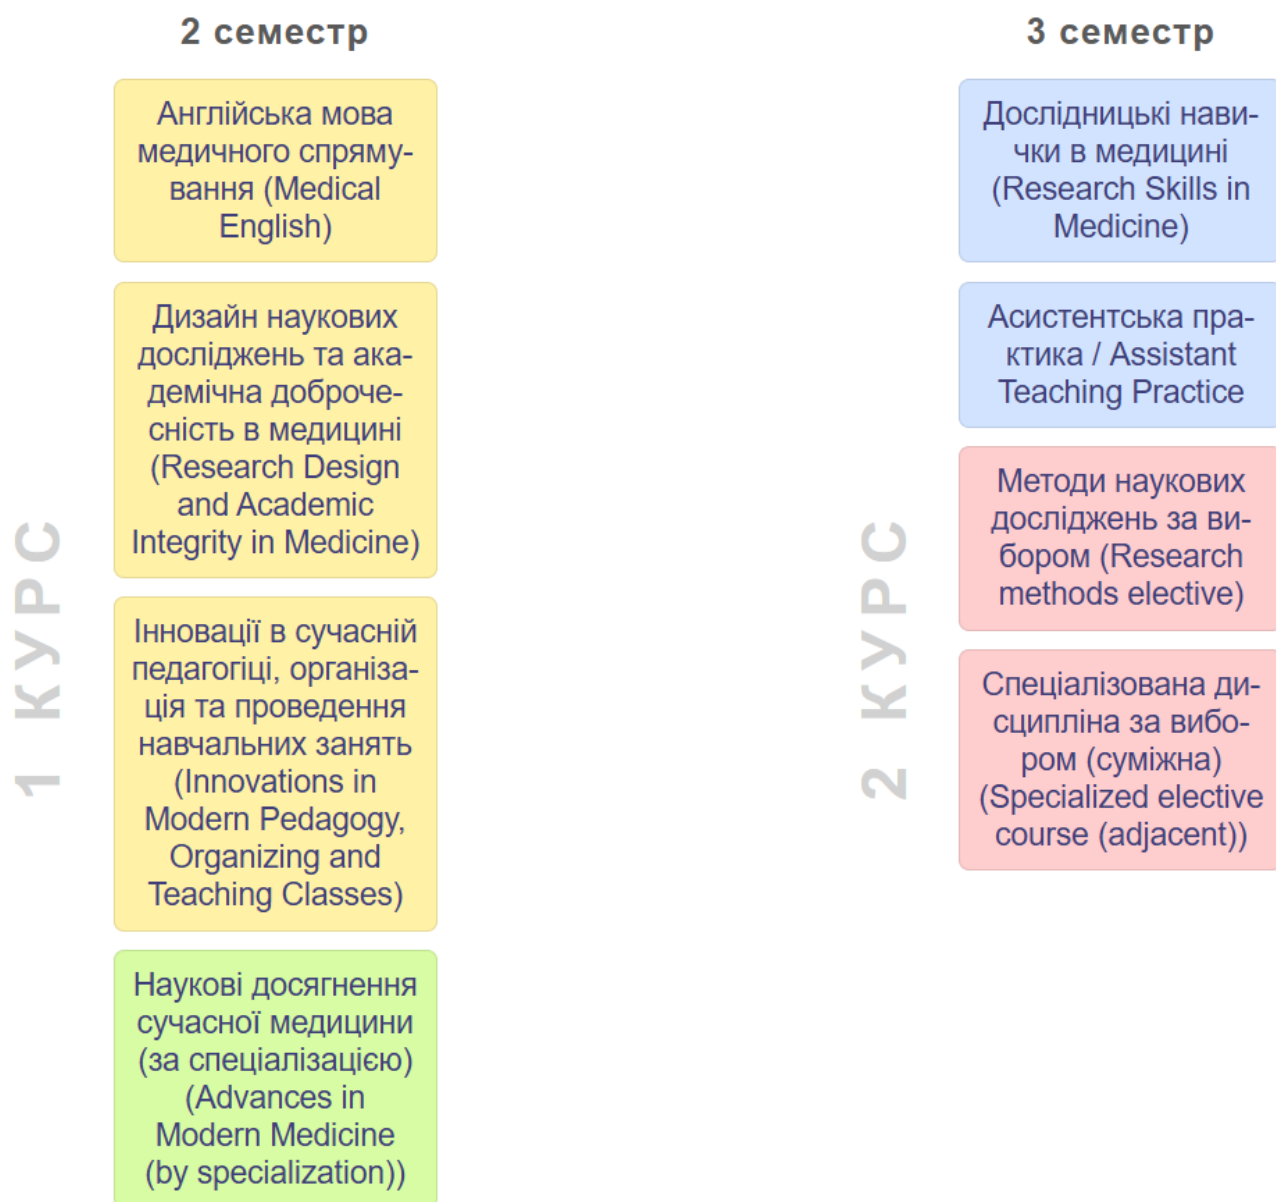 2 семестр
1 КУРС
Англійська мова
медичного спряму-
вання (Medical
English)
Дизайн наукових
досліджень та ака-
демічна доброче-
сність в медицині
(Research Design
and Academic
Integrity in Medicine)
Інновації в сучасній
педагогіці, організа-
ція та проведення
навчальних занять
(Innovations in
Modern Pedagogy,
Organizing and
Teaching Classes)
Наукові досягнення
сучасної медицини
(за спеціалізацією)
(Advances in
Modern Medicine
(by specialization))
3 семестр
2 КУРС
Дослідницькі нави-
чки в медицині
(Research Skills in
Medicine)
Асистентська пра-
ктика / Assistant
Teaching Practice
Методи наукових
досліджень за ви-
бором (Research
methods elective)
Спеціалізована ди-
сципліна за вибо-
ром (суміжна)
(Specialized elective
course (adjacent))